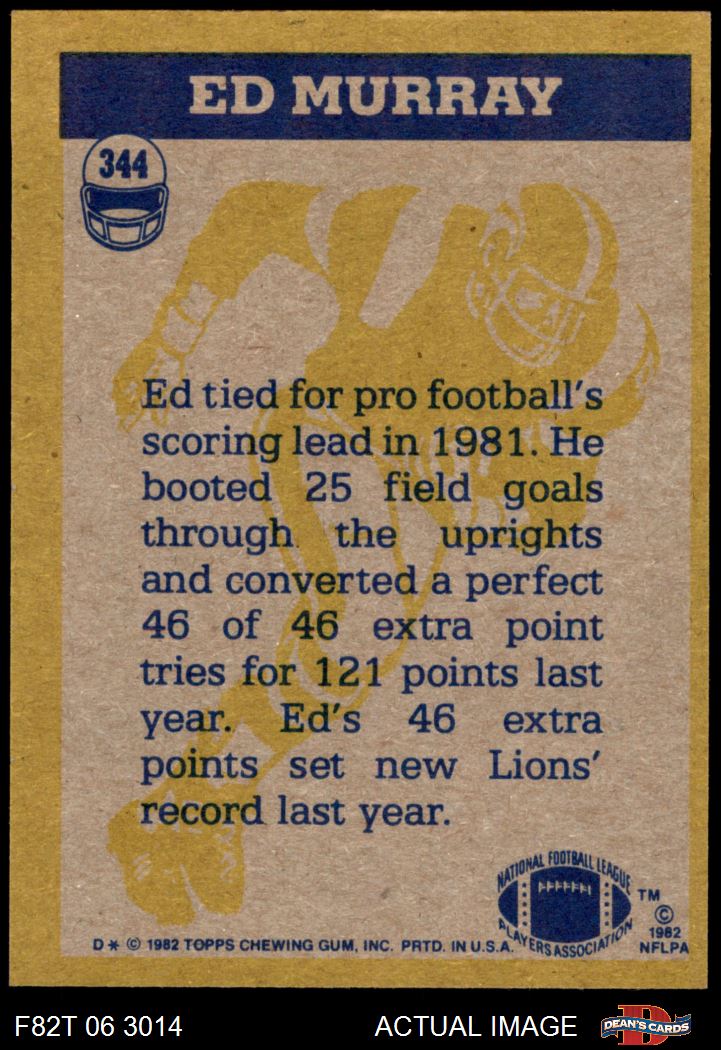 ED MURRAY
344
Ed tied for pro football's
scoring lead in 1981. He
booted 25 field goals
through the uprights
and converted a perfect
46 of 46 extra point
tries for 121 points last
year. Ed's 46 extra
points set new Lions'
record last year.
NATIONAL FOOTBALL LEAGUE
PLAYERS ASSOCIATION
TM
©
1982
NFLPA
D * © 1982 TOPPS CHEWING GUM, INC. PRTD. IN U.S.A.
F82T 06 3014
ACTUAL IMAGE
D
DEAN'S CARDS